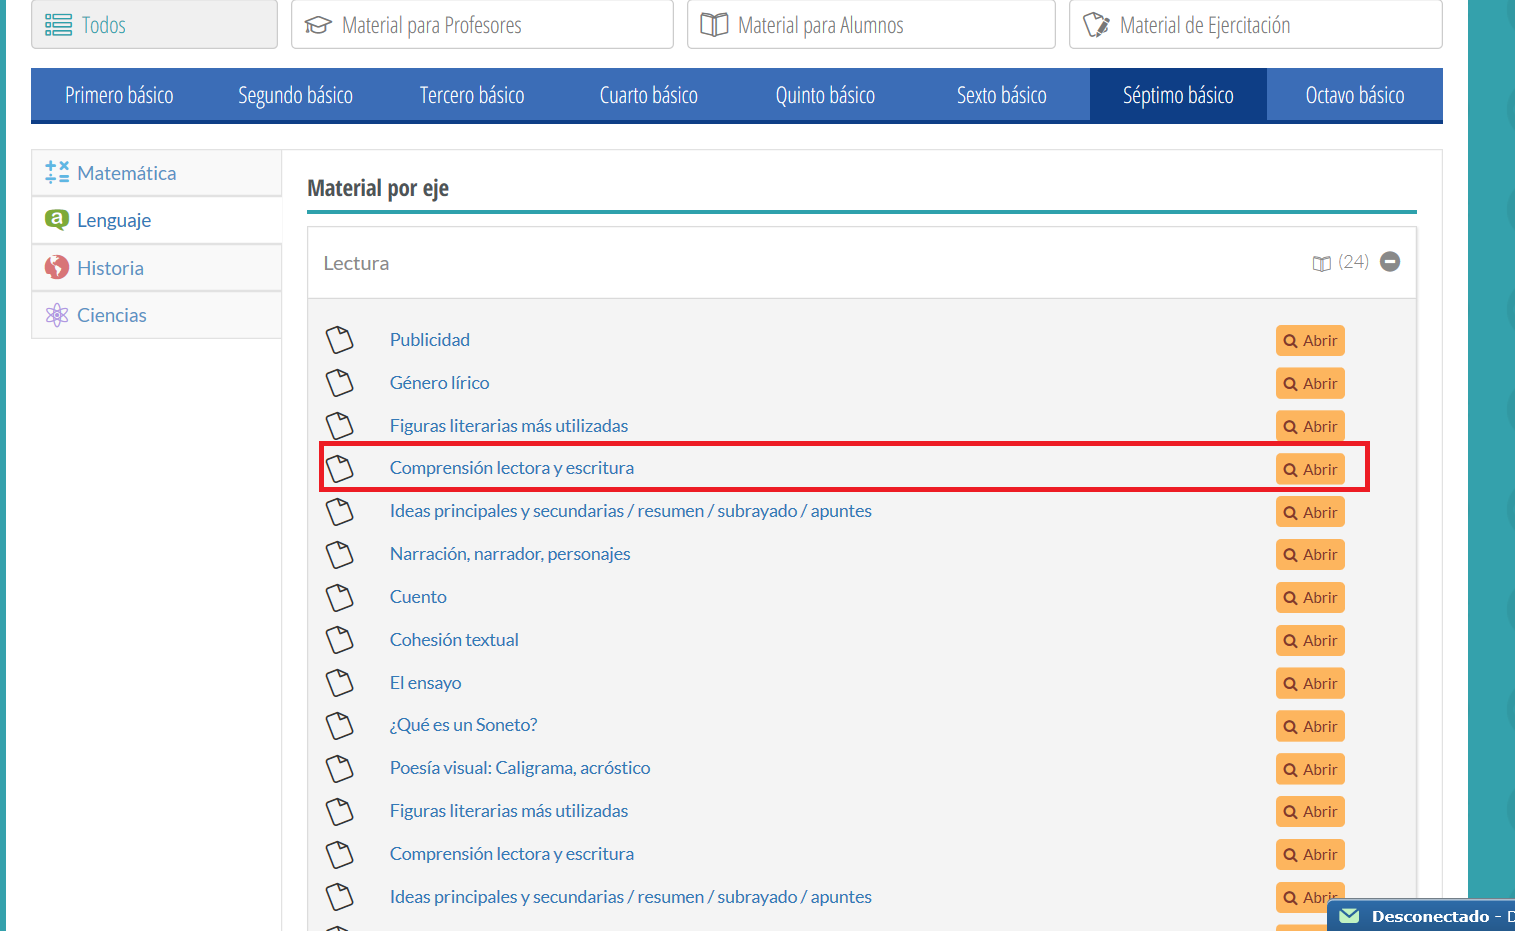 Todos
Material para Profesores
Material para Alumnos
Material de Ejercitación
Primero básico
Segundo básico
Tercero básico
Cuarto básico
Quinto básico
Sexto básico
Séptimo básico
Octavo básico
Matemática
Lenguaje
Historia
Ciencias
Material por eje
Lectura (24)
Publicidad Abrir
Género lírico Abrir
Figuras literarias más utilizadas Abrir
Comprensión lectora y escritura Abrir
Ideas principales y secundarias / resumen / subrayado / apuntes Abrir
Narración, narrador, personajes Abrir
Cuento Abrir
Cohesión textual Abrir
El ensayo Abrir
¿Qué es un Soneto? Abrir
Poesía visual: Caligrama, acróstico Abrir
Figuras literarias más utilizadas Abrir
Comprensión lectora y escritura Abrir
Ideas principales y secundarias / resumen / subrayado / apuntes Abrir
Desconectado -